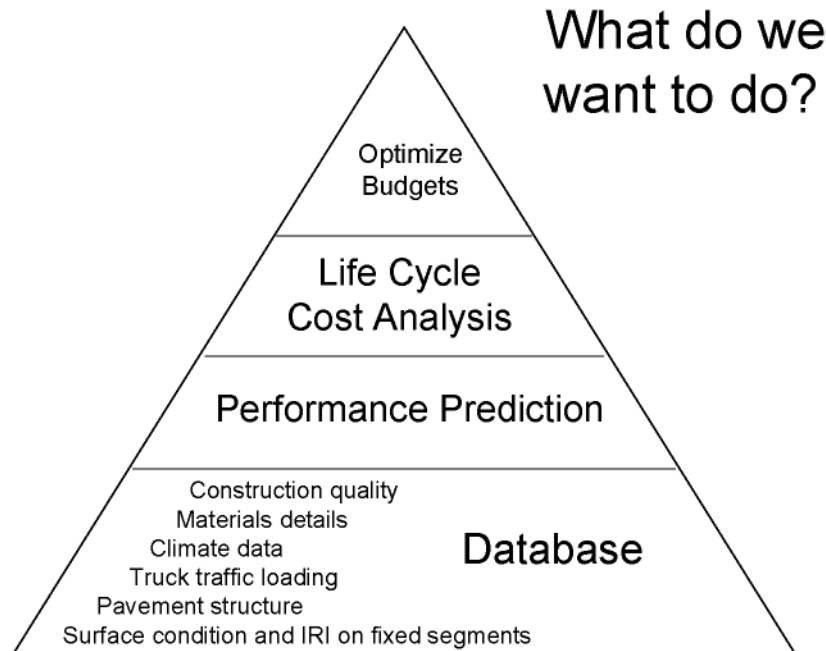 What do we
want to do?
Optimize
Budgets
Life Cycle
Cost Analysis
Performance Prediction
Construction quality
Materials details
Climate data
Truck traffic loading
Pavement structure
Surface condition and IRI on fixed segments
Database